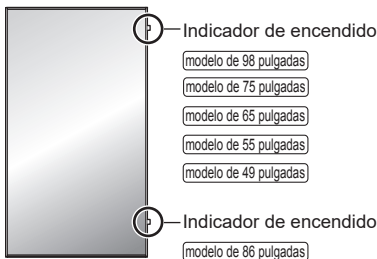 Indicador de encendido
modelo de 98 pulgadas
modelo de 75 pulgadas
modelo de 65 pulgadas
modelo de 55 pulgadas
modelo de 49 pulgadas
Indicador de encendido
modelo de 86 pulgadas